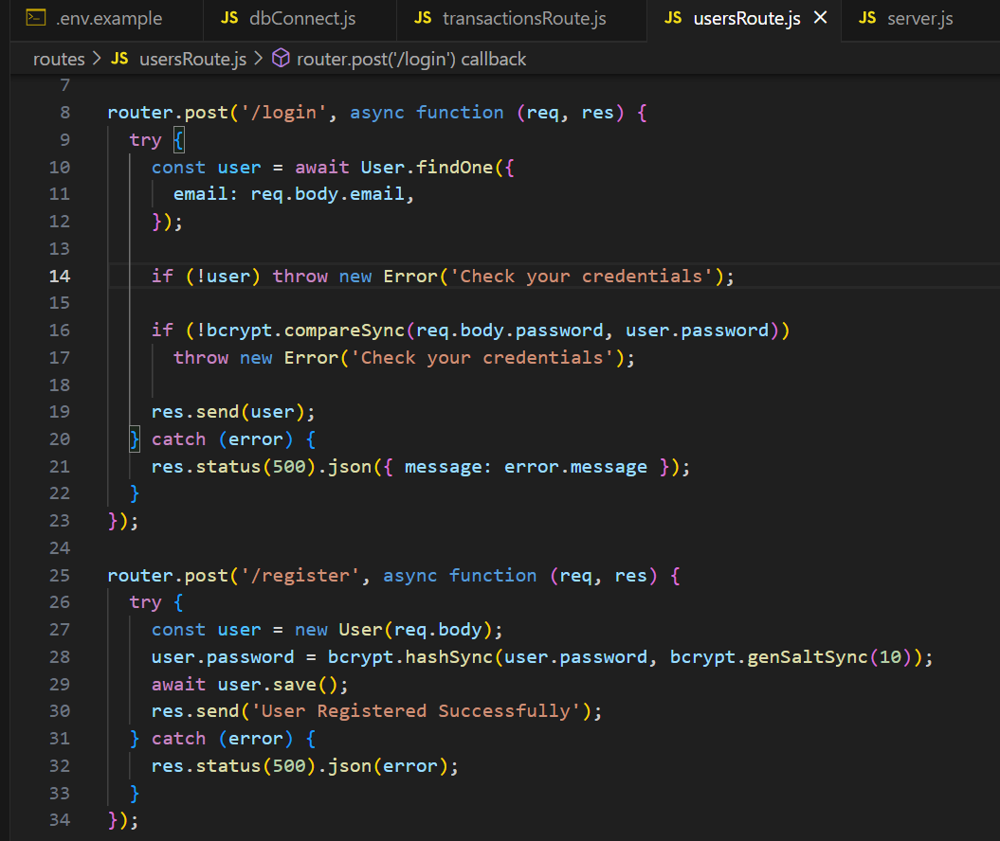 .env.example JS dbConnect.js JS transactionsRoute.js JS usersRoute.js JS server.js
routes > JS usersRoute.js > router.post('/login') callback
7
8 router.post('/login', async function (req, res) {
9 try {
10 const user = await User.findOne({
11 email: req.body.email,
12 });
13
14 if (!user) throw new Error('Check your credentials');
15
16 if (!bcrypt.compareSync(req.body.password, user.password))
17 throw new Error('Check your credentials');
18
19 res.send(user);
20 } catch (error) {
21 res.status(500).json({ message: error.message });
22 }
23 });
24
25 router.post('/register', async function (req, res) {
26 try {
27 const user = new User(req.body);
28 user.password = bcrypt.hashSync(user.password, bcrypt.genSaltSync(10));
29 await user.save();
30 res.send('User Registered Successfully');
31 } catch (error) {
32 res.status(500).json(error);
33 }
34 });